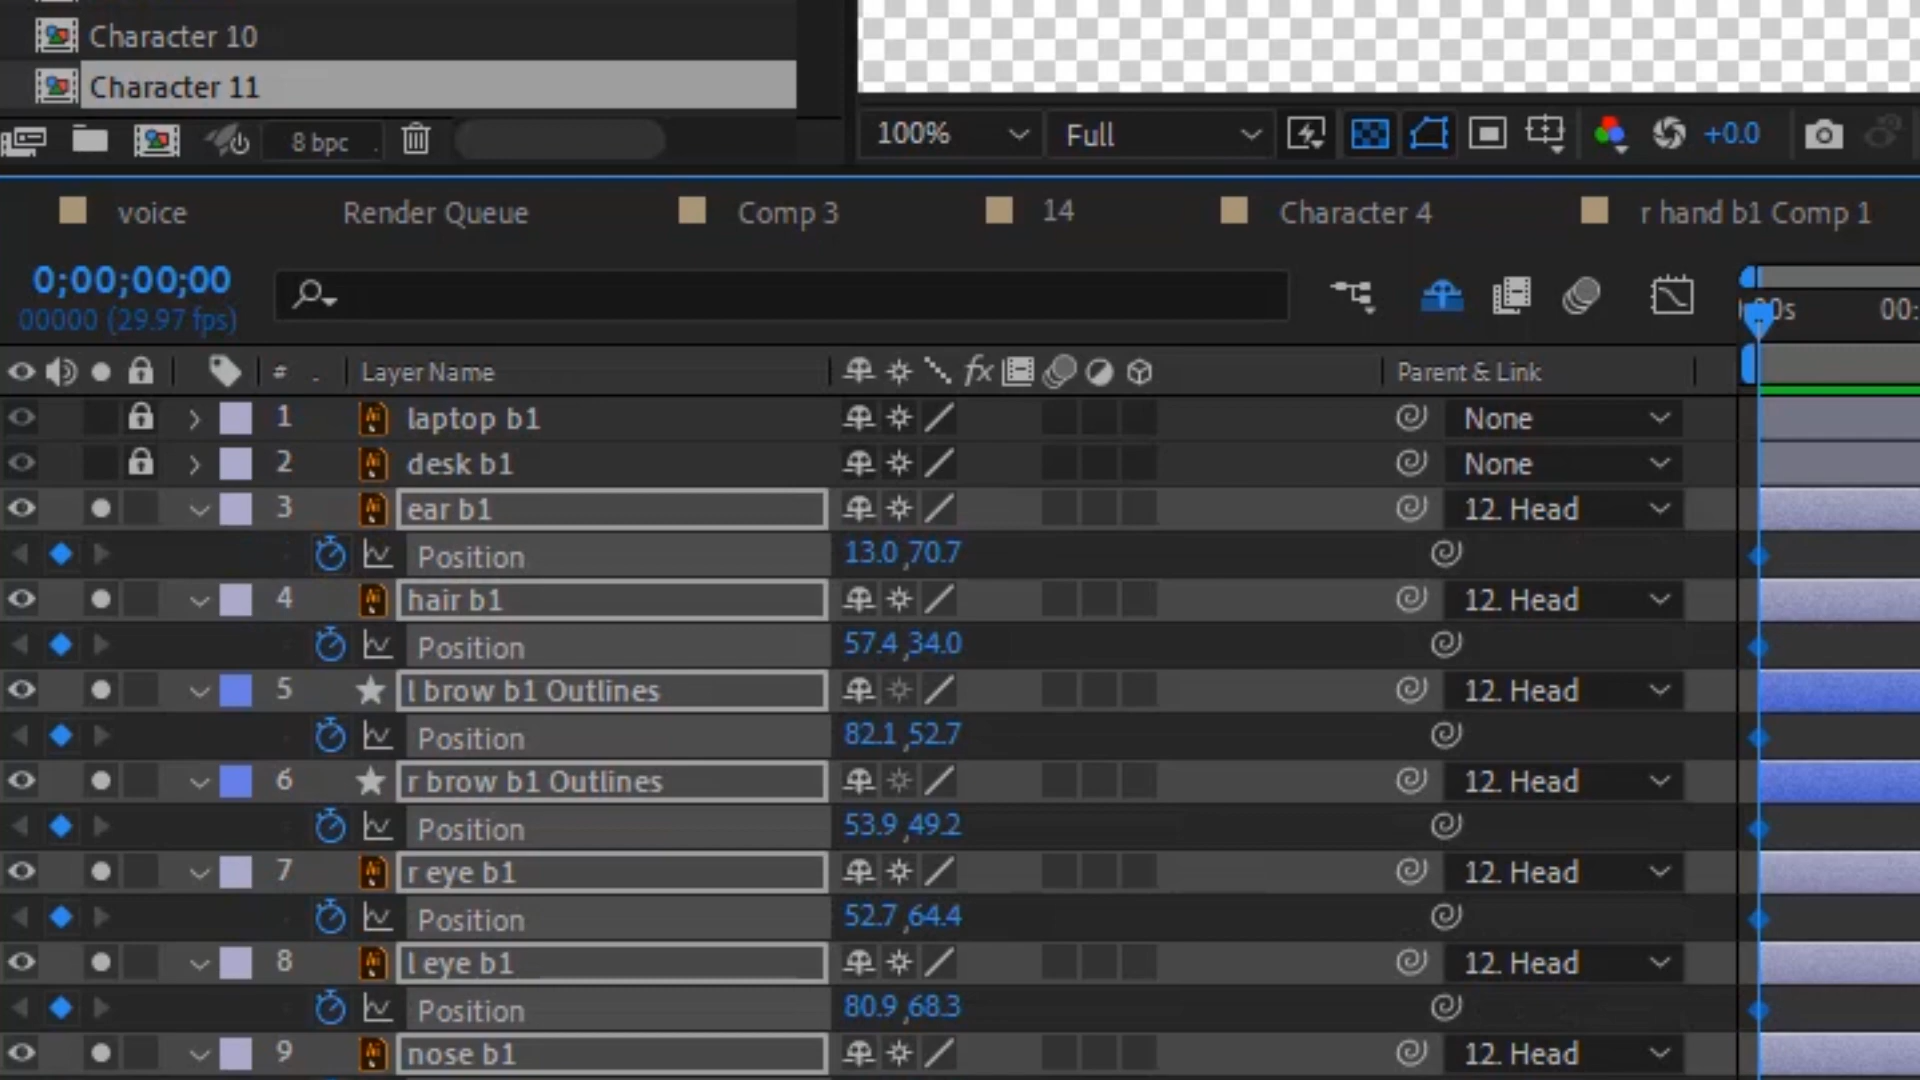 Character 10
Character 11
8 bpc
100%
Full
+0.0
voice
Render Queue
Comp 3
14
Character 4
r hand b1 Comp 1
0;00;00;00
00000 (29.97 fps)
00:
# . Layer Name fx Parent & Link
1 laptop b1 None
2 desk b1 None
3 ear b1 12. Head
Position 13.0,70.7
4 hair b1 12. Head
Position 57.4,34.0
5 l brow b1 Outlines 12. Head
Position 82.1,52.7
6 r brow b1 Outlines 12. Head
Position 53.9,49.2
7 r eye b1 12. Head
Position 52.7,64.4
8 l eye b1 12. Head
Position 80.9,68.3
9 nose b1 12. Head